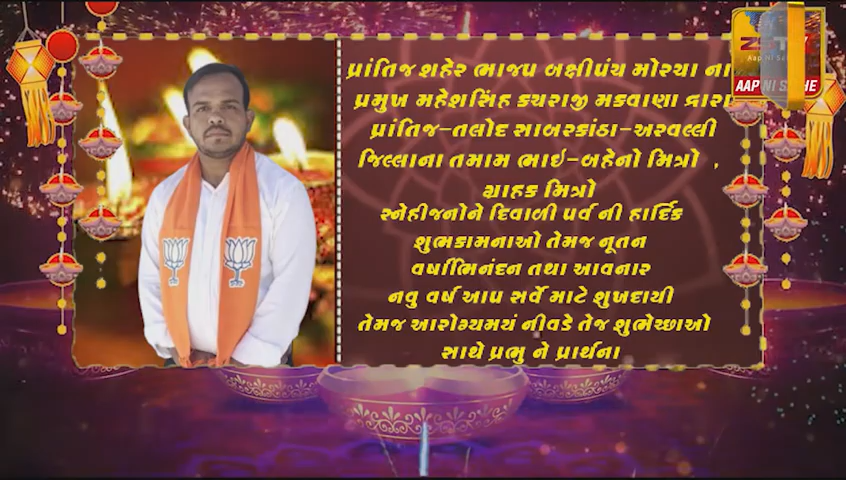 પ્રાંતિજ શહેર ભાજપ બક્ષીપંચ મોરચા ના
પ્રમુખ મહેશસિંહ કચરાજી મકવાણા દ્વારા
પ્રાંતિજ-તલોદ સાબરકાંઠા-અરવલ્લી
જિલ્લાના તમામ ભાઇ-બહેનો મિત્રો ,
ગ્રાહક મિત્રો
સ્નેહીજનોને દિવાળી પર્વ ની હાર્દિક
શુભકામનાઓ તેમજ નૂતન
વર્ષાભિનંદન તથા આવનાર
નવુ વર્ષ આપ સર્વે માટે સુખદાયી
તેમજ આરોગ્યમયં નીવડે તેજ શુભેચ્છાઓ
સાથે પ્રભુ ને પ્રાર્થના